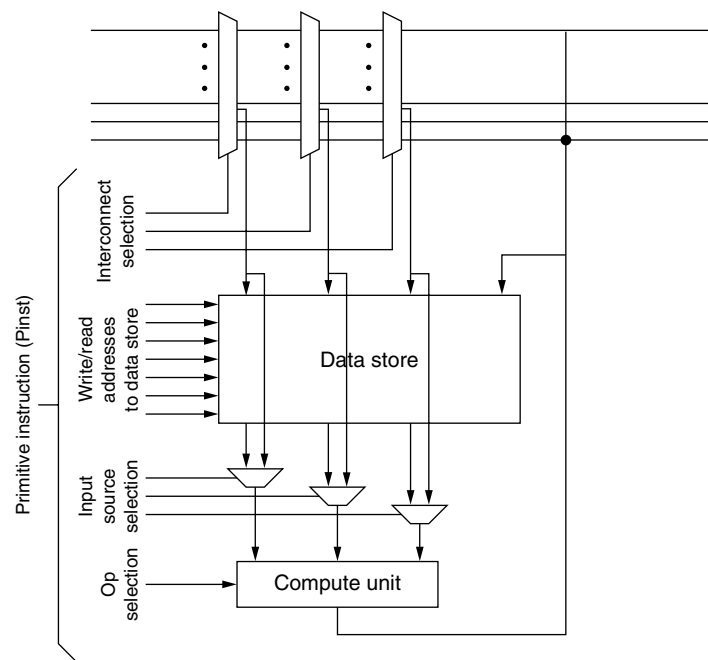 Primitive instruction (Pinst)
Interconnect
selection
Write/read
addresses
to data store
Data store
Input
source
selection
Op
selection
Compute unit